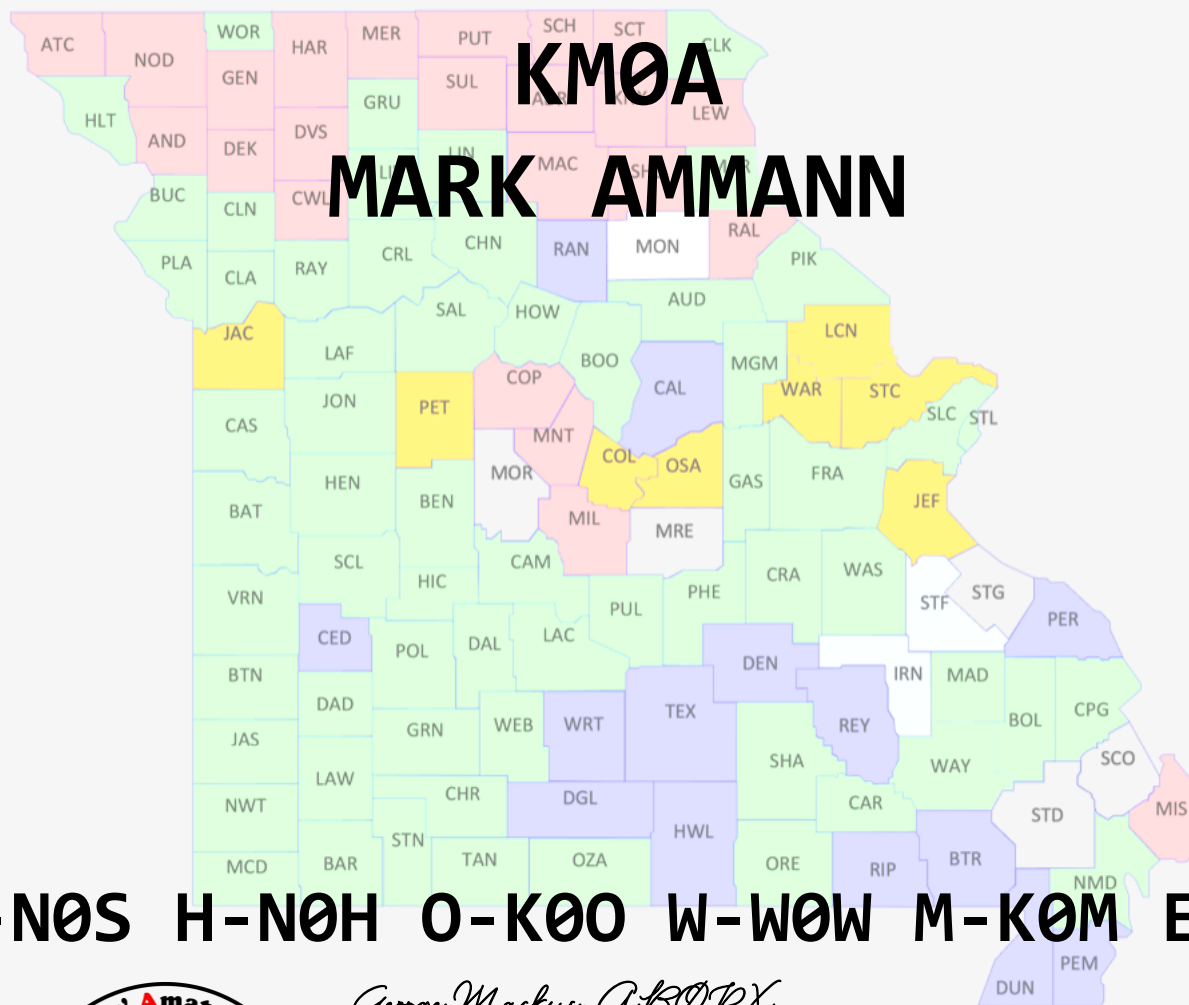 WOR SCH SCT
ATC MER PUT CLK
NOD HAR
KM0A
GEN SUL
GRU LEW
HLT
AND DVS
DEK MAC
LIN
MARK AMMANN
BUC CWL
CLN RAL
CHN RAN MON
PLA CRL PIK
CLA RAY
AUD
SAL HOW
JAC LCN
LAF BOO MGM
COP CAL WAR STC
JON PET SLC STL
CAS MNT
COL OSA
MOR FRA
HEN BEN GAS JEF
BAT MIL
MRE
SCL CAM CRA WAS
HIC PHE STG
VRN PUL STF
CED LAC PER
POL DAL
DEN
BTN IRN MAD
DAD TEX CPG
WEB WRT REY BOL
GRN
JAS SCO
LAW SHA WAY
CHR DGL
NWT CAR MIS
STD
STN HWL
TAN OZA BTR
MCD BAR ORE RIP
NMD
-N0S H-N0H O-K0O W-W0W M-K0M E
PEM
DUN